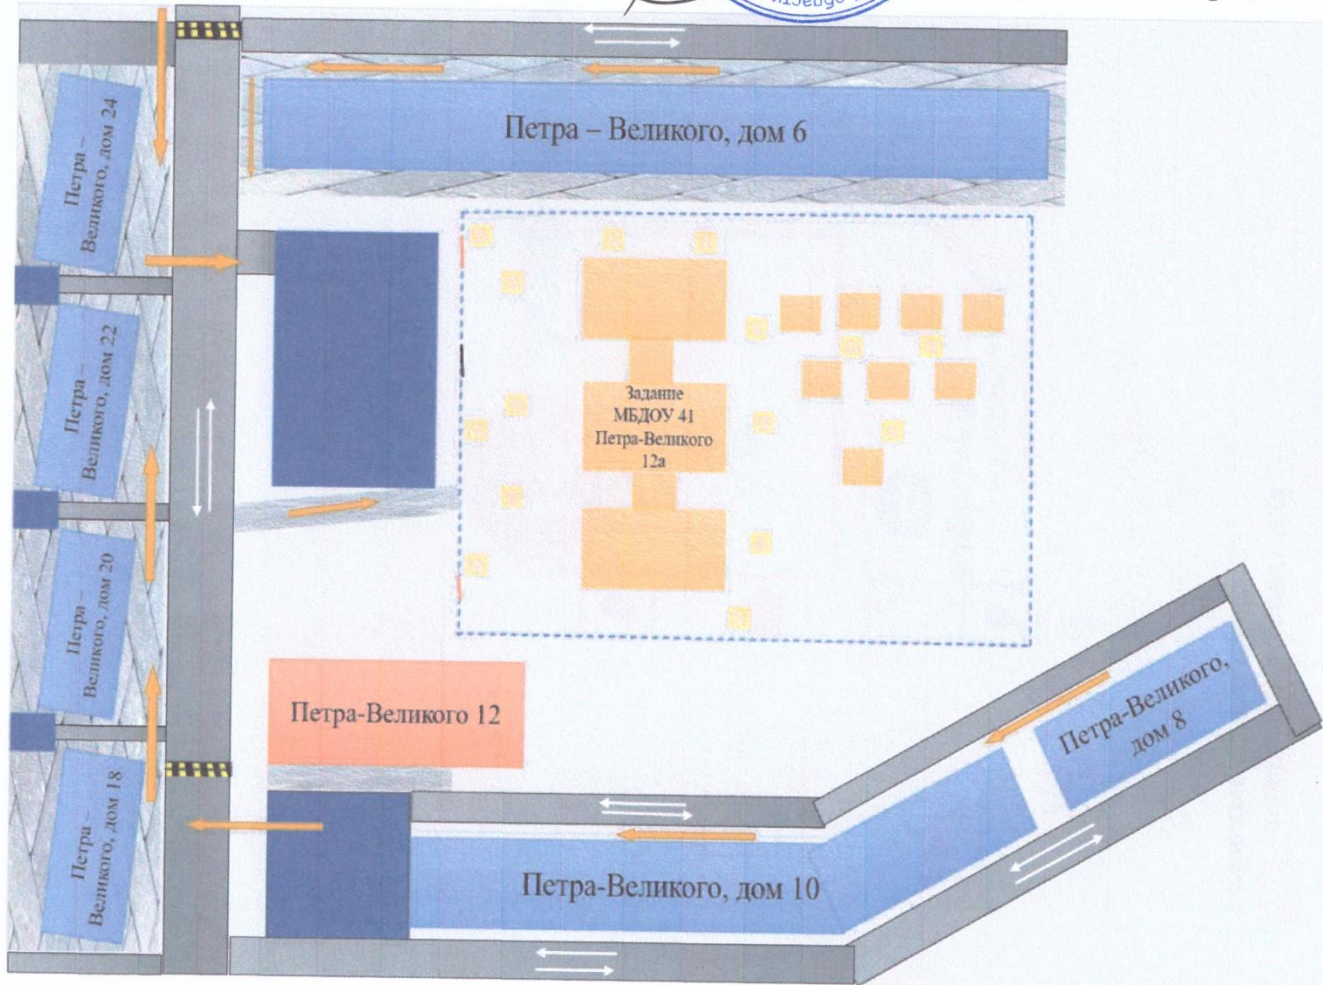 Петра – Великого, дом 6
Петра –
Великого, дом 24
Петра –
Великого, дом 22
Задание
МБДОУ 41
Петра-Великого
12а
Петра –
Великого, дом 20
Петра-Великого 12
Петра-Великого,
дом 8
Петра –
Великого, дом 18
Петра-Великого, дом 10